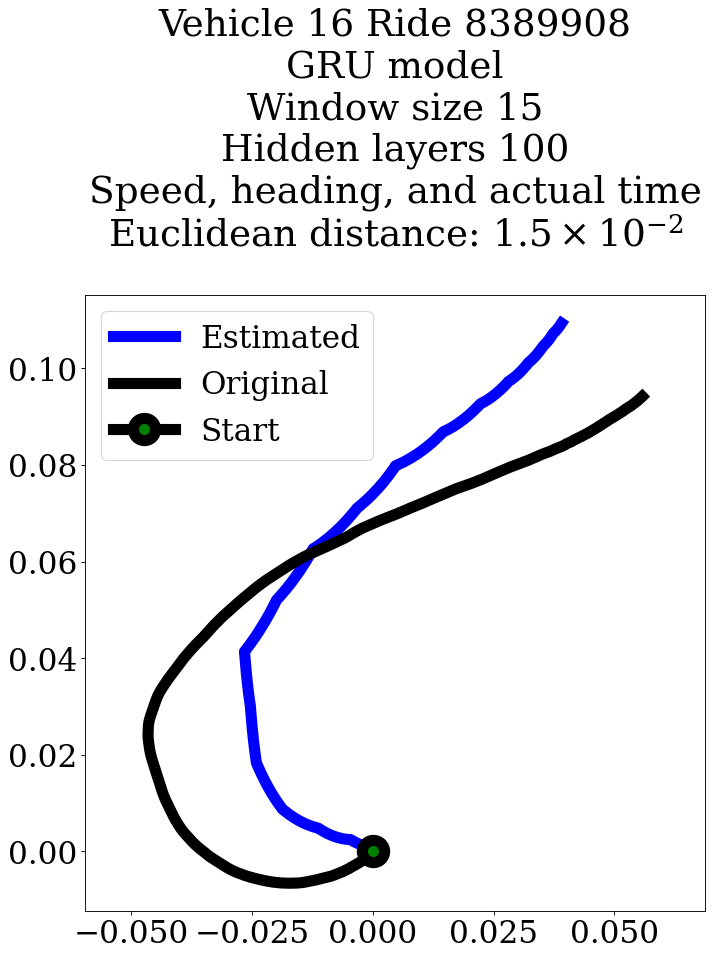 Vehicle 16 Ride 8389908
GRU model
Window size 15
Hidden layers 100
Speed, heading, and actual time
Euclidean distance: 1.5 × 10⁻²
Estimated
Original
Start
0.10
0.08
0.06
0.04
0.02
0.00
−0.050 −0.025 0.000 0.025 0.050